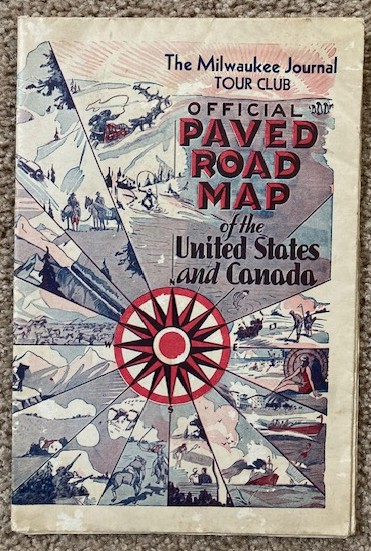 The Milwaukee Journal
TOUR CLUB
OFFICIAL
PAVED
ROAD
MAP
of the
United States
and Canada
N
W
S